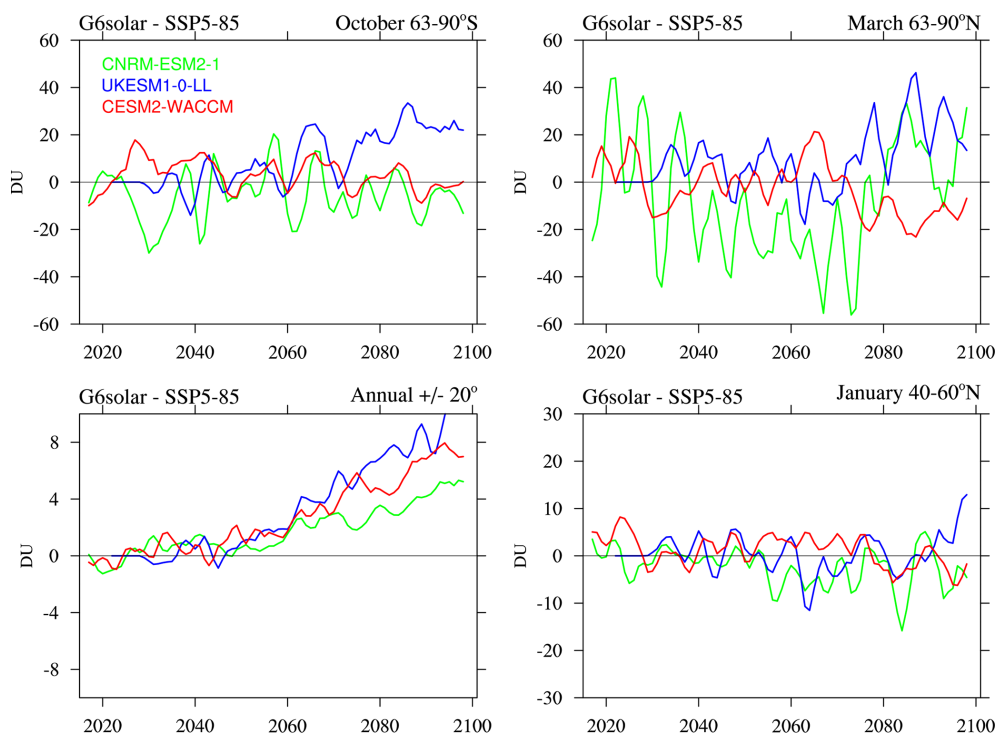 G6solar - SSP5-85 October 63-90°S
60
40
20
0
-20
-40
-60
DU
CNRM-ESM2-1
UKESM1-0-LL
CESM2-WACCM
2020 2040 2060 2080 2100
G6solar - SSP5-85 March 63-90°N
60
40
20
0
-20
-40
-60
DU
2020 2040 2060 2080 2100
G6solar - SSP5-85 Annual +/- 20°
8
4
0
-4
-8
DU
2020 2040 2060 2080 2100
G6solar - SSP5-85 January 40-60°N
30
20
10
0
-10
-20
-30
DU
2020 2040 2060 2080 2100